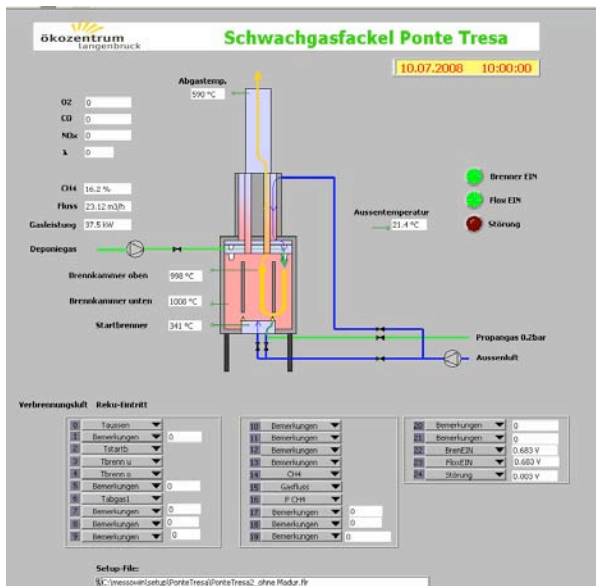 ökozentrum
langenbruck
Schwachgasfackel Ponte Tresa
10.07.2008 10:00:00
Abgastemp.
590 °C
O2 0
CO 0
NOx 0
λ 0
CH4 16.2 %
Fluss 23.12 m3/h
Gasleistung 37.5 kW
Brenner EIN
Flox EIN
Störung
Aussentemperatur
21.4 °C
Deponiegas
Brennkammer oben 998 °C
Brennkammer unten 1008 °C
Startbrenner 341 °C
Propangas 0.2bar
Aussenluft
Verbrennungsluft Reku-Eintritt
0 Taussen
1 Bemerkungen 0
2 Tstartb
3 Tbrenn u
4 Tbrenn o
5 Bemerkungen 0
6 Tabgas1
7 Bemerkungen 0
8 Bemerkungen 0
9 Bemerkungen 0
10 Bemerkungen
11 Bemerkungen
12 Bemerkungen
13 Bemerkungen
14 CH4
15 Gasfluss
16 P CH4
17 Bemerkungen 0
18 Bemerkungen 0
19 Bemerkungen 0
20 Bemerkungen 0
21 Bemerkungen 0
22 BrenEIN 0.683 V
23 FloxEIN 0.683 V
24 Störung 0.003 V
Setup-File:
C:\messowin\setup\PonteTresa\PonteTresa2_ohne Madur.flr